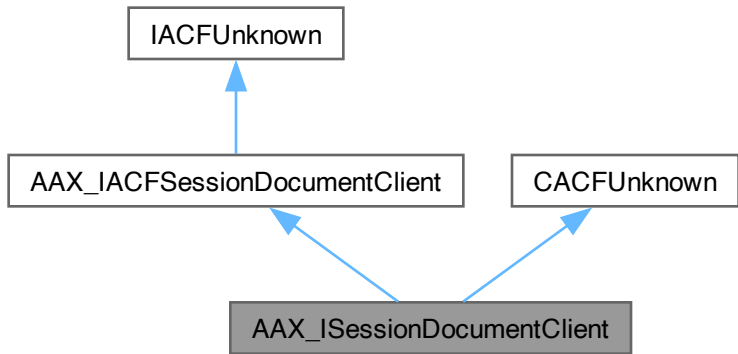 IACFUnknown
AAX_IACFSessionDocumentClient
CACFUnknown
AAX_ISessionDocumentClient